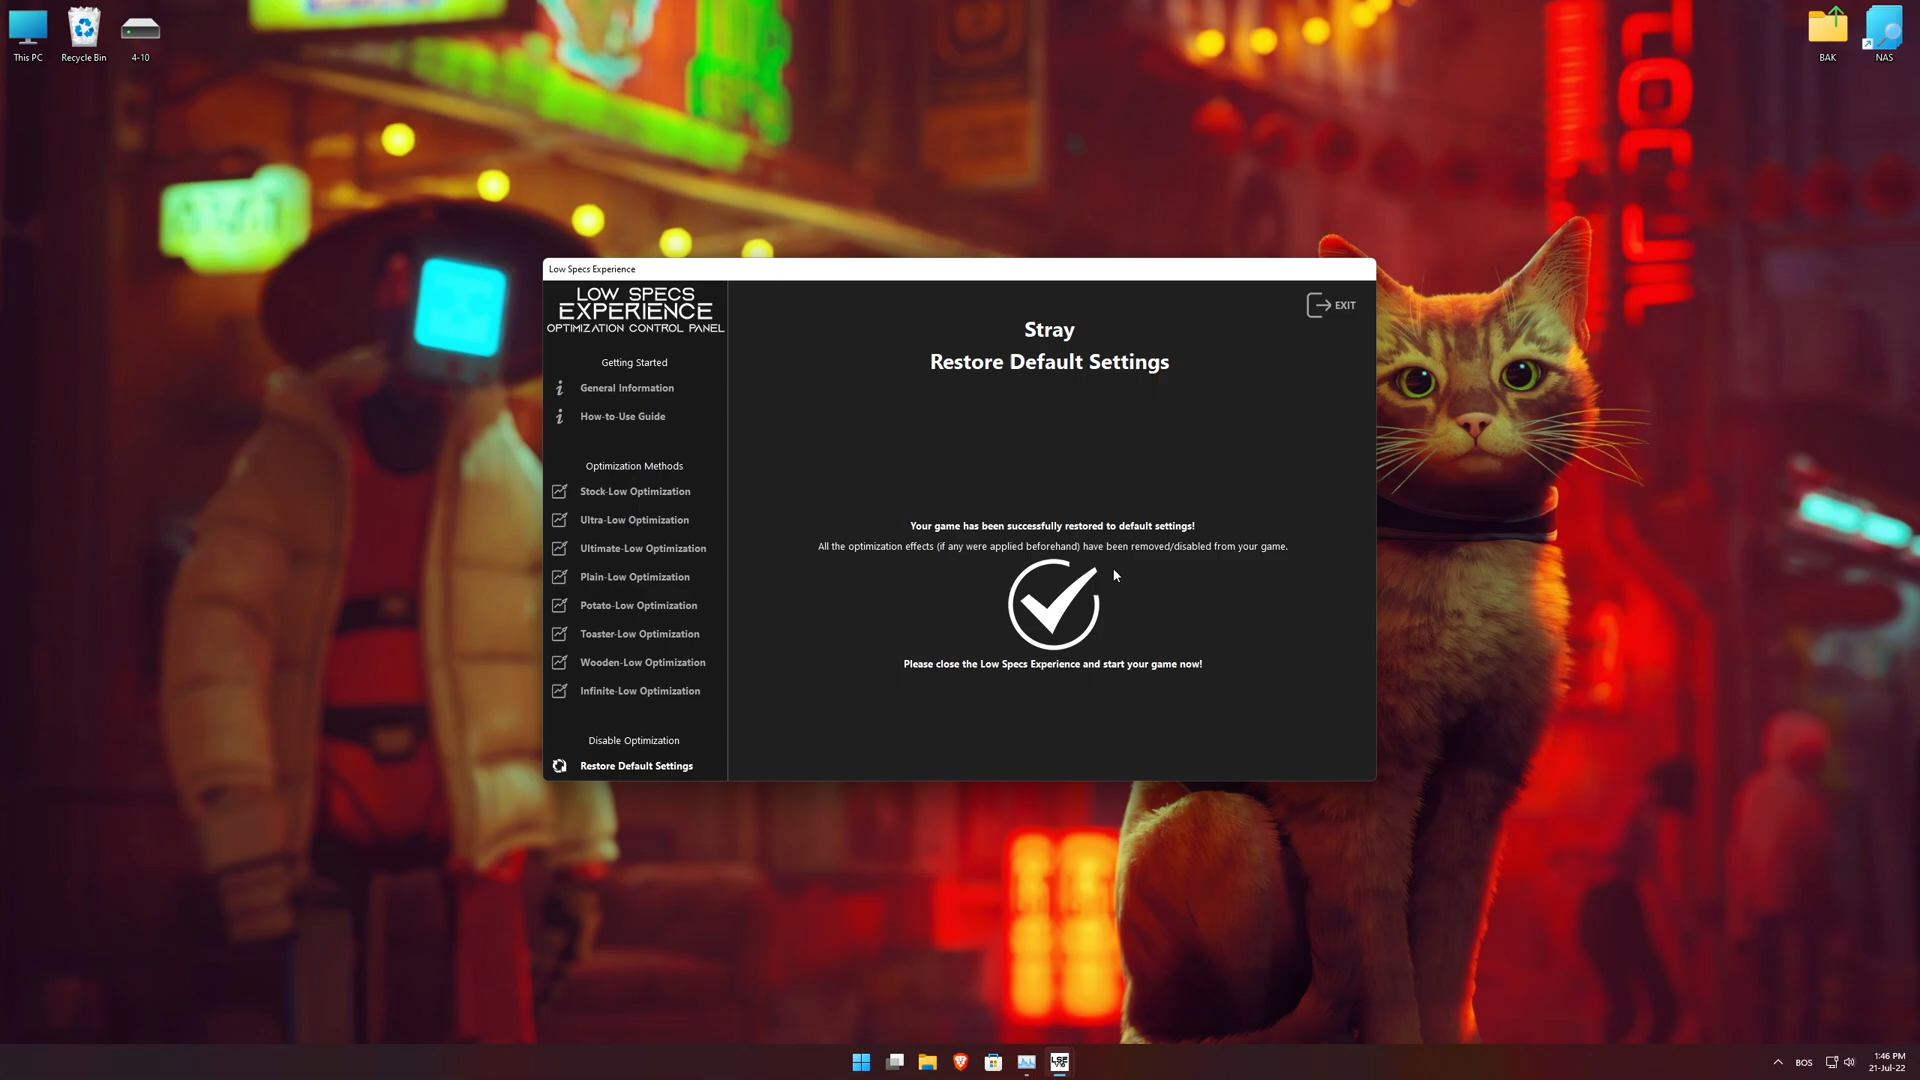 This PC
Recycle Bin
4-10
BAK
NAS
Low Specs Experience
LOW SPECS
EXPERIENCE
OPTIMIZATION CONTROL PANEL
Getting Started
General Information
How-to-Use Guide
Optimization Methods
Stock-Low Optimization
Ultra-Low Optimization
Ultimate-Low Optimization
Plain-Low Optimization
Potato-Low Optimization
Toaster-Low Optimization
Wooden-Low Optimization
Infinite-Low Optimization
Disable Optimization
Restore Default Settings
EXIT
Stray
Restore Default Settings
Your game has been successfully restored to default settings!
All the optimization effects (if any were applied beforehand) have been removed/disabled from your game.
Please close the Low Specs Experience and start your game now!
LSE
BOS
1:46 PM
21-Jul-22